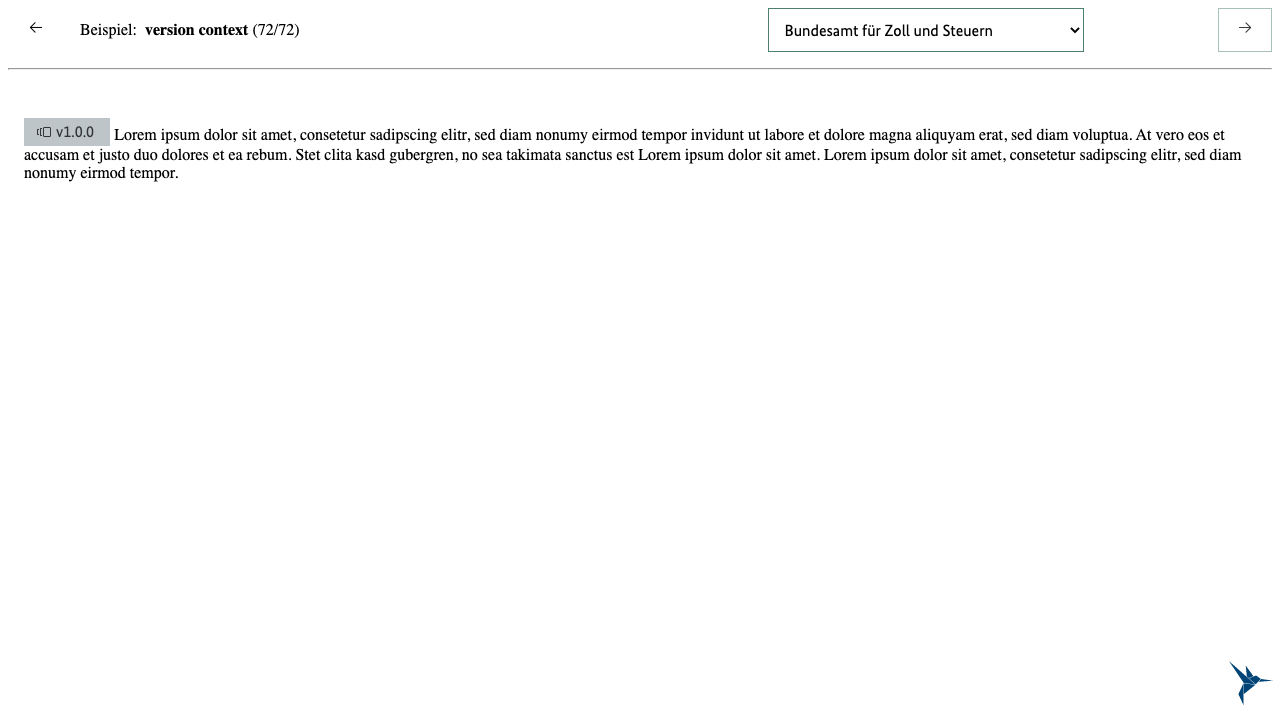 Beispiel: version context (72/72)
Bundesamt für Zoll und Steuern
v1.0.0 Lorem ipsum dolor sit amet, consetetur sadipscing elitr, sed diam nonumy eirmod tempor invidunt ut labore et dolore magna aliquyam erat, sed diam voluptua. At vero eos et
accusam et justo duo dolores et ea rebum. Stet clita kasd gubergren, no sea takimata sanctus est Lorem ipsum dolor sit amet. Lorem ipsum dolor sit amet, consetetur sadipscing elitr, sed diam
nonumy eirmod tempor.